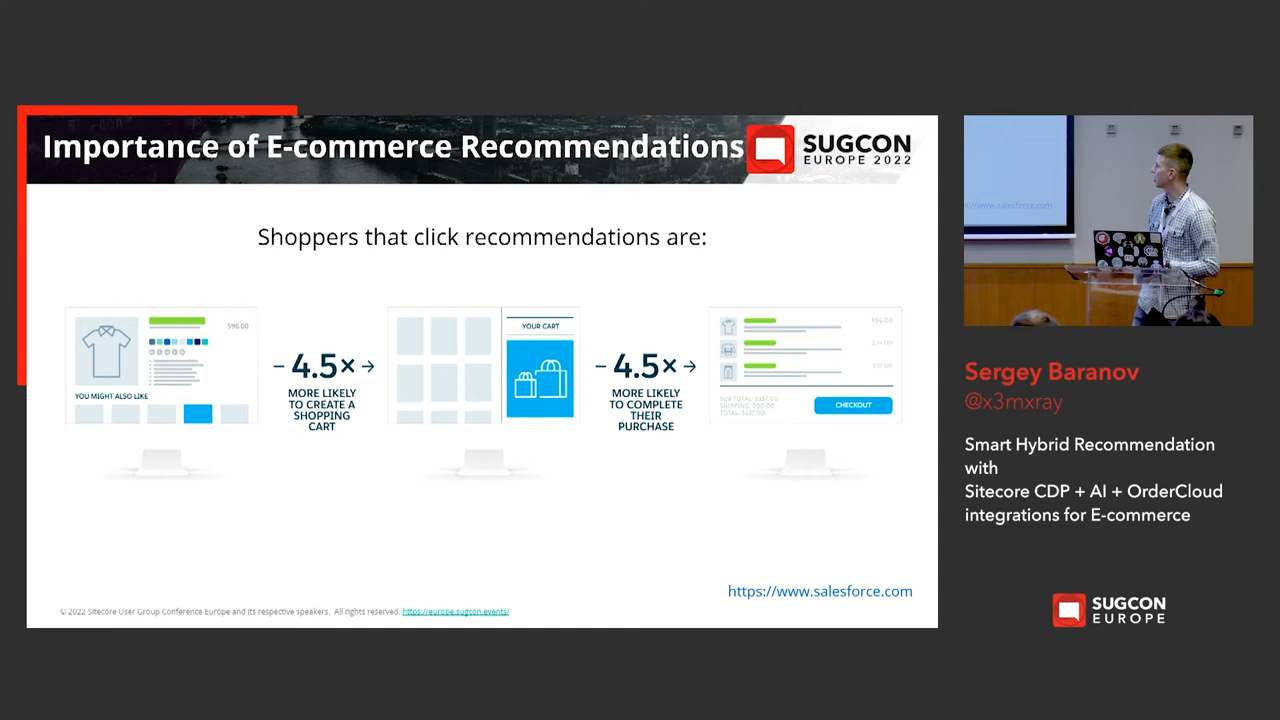 Importance of E-commerce Recommendations
SUGCON
EUROPE 2022
Shoppers that click recommendations are:
$96.00
YOU MIGHT ALSO LIKE
4.5×
MORE LIKELY
TO CREATE A
SHOPPING
CART
YOUR CART
4.5×
MORE LIKELY
TO COMPLETE
THEIR
PURCHASE
CHECKOUT
https://www.salesforce.com
© 2022 Sitecore User Group Conference Europe and its respective speakers. All rights reserved. https://europe.sugcon.events/
Sergey Baranov
@x3mxray
Smart Hybrid Recommendation
with
Sitecore CDP + AI + OrderCloud
integrations for E-commerce
SUGCON
EUROPE